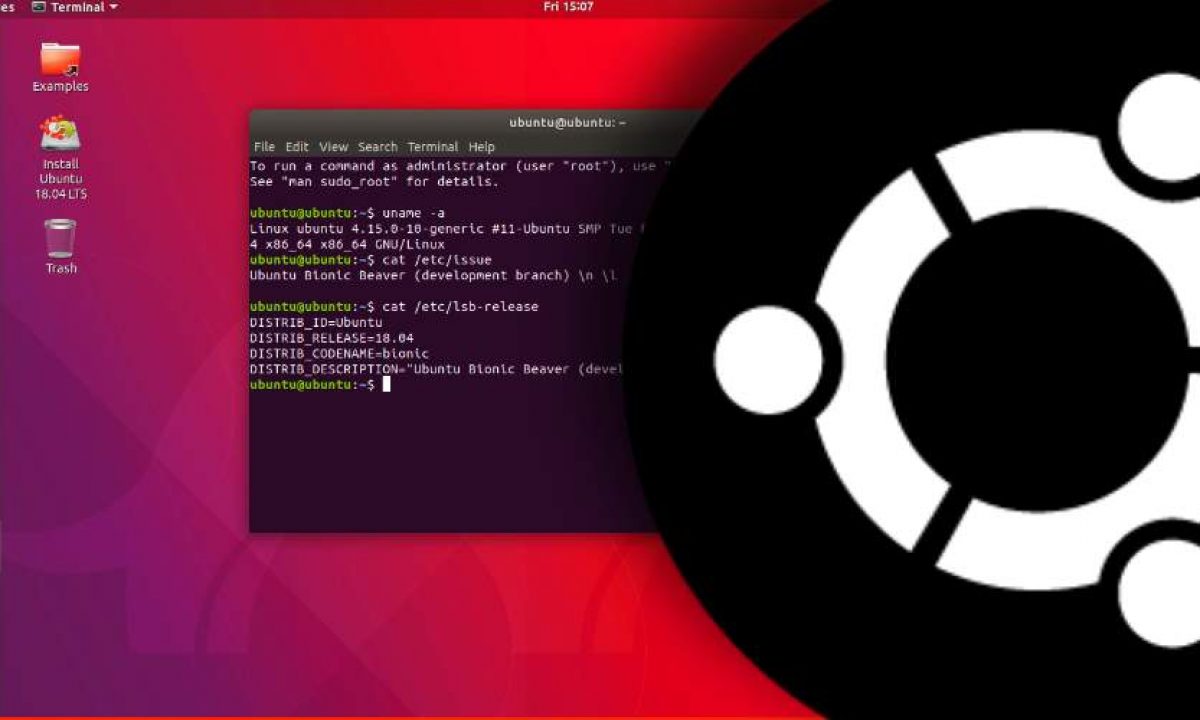 es Terminal Fri 15:07
Examples
Install
Ubuntu
18.04 LTS
Trash
ubuntu@ubuntu: ~
File Edit View Search Terminal Help
To run a command as administrator (user "root"), use "
See "man sudo_root" for details.
ubuntu@ubuntu:~$ uname -a
Linux ubuntu 4.15.0-10-generic #11-Ubuntu SMP Tue
4 x86_64 x86_64 GNU/Linux
ubuntu@ubuntu:~$ cat /etc/issue
Ubuntu Bionic Beaver (development branch) \n \l
ubuntu@ubuntu:~$ cat /etc/lsb-release
DISTRIB_ID=Ubuntu
DISTRIB_RELEASE=18.04
DISTRIB_CODENAME=bionic
DISTRIB_DESCRIPTION="Ubuntu Bionic Beaver (devel
ubuntu@ubuntu:~$